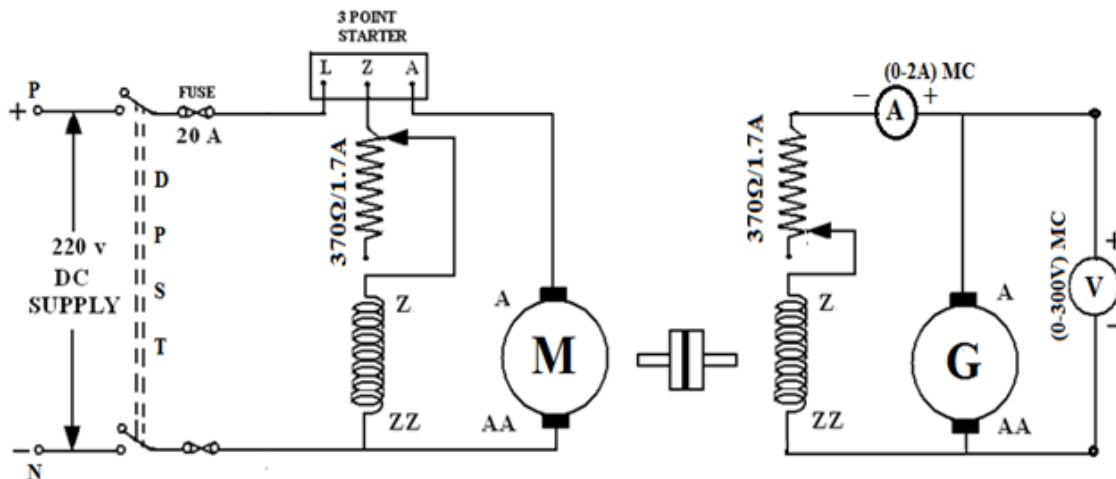 3 POINT
STARTER
L Z A
P
+
FUSE
20 A
D
P
S
T
220 v
DC
SUPPLY
−
N
370Ω/1.7A
Z
ZZ
A
M
AA
(0-2A) MC
− A +
370Ω/1.7A
Z
ZZ
A
G
AA
(0-300V) MC
+
V
−